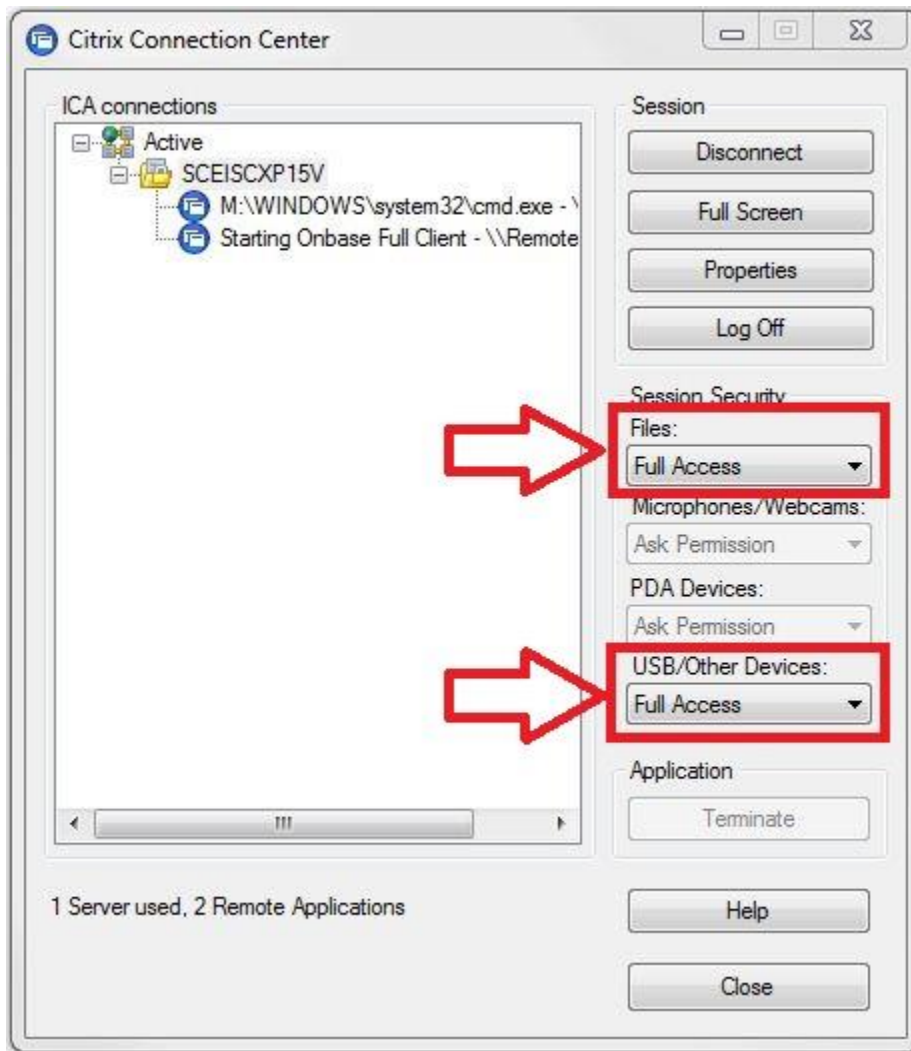 Citrix Connection Center
ICA connections
Active
SCEISCXP15V
M:\WINDOWS\system32\cmd.exe - \
Starting Onbase Full Client - \\Remote
1 Server used, 2 Remote Applications
Session
Disconnect
Full Screen
Properties
Log Off
Session Security
Files:
Full Access
Microphones/Webcams:
Ask Permission
PDA Devices:
Ask Permission
USB/Other Devices:
Full Access
Application
Terminate
Help
Close